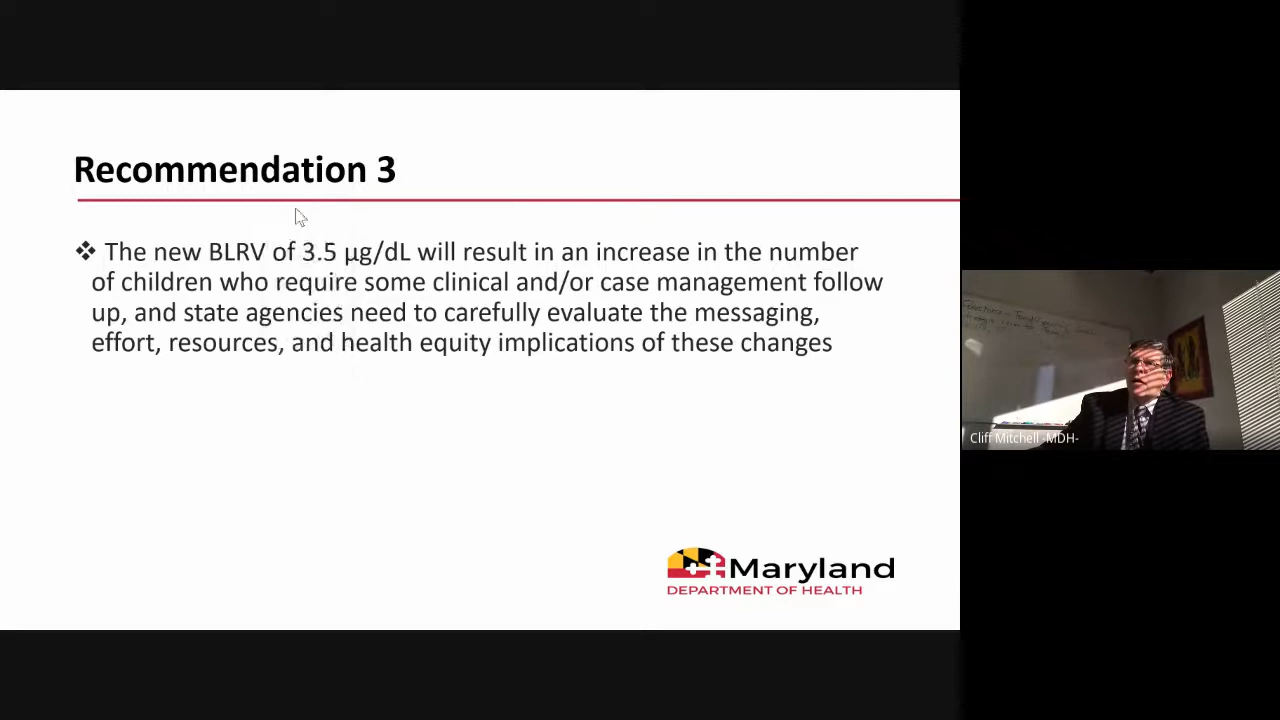 Recommendation 3
❖ The new BLRV of 3.5 µg/dL will result in an increase in the number
of children who require some clinical and/or case management follow
up, and state agencies need to carefully evaluate the messaging,
effort, resources, and health equity implications of these changes
Maryland
DEPARTMENT OF HEALTH
Cliff Mitchell -MDH-